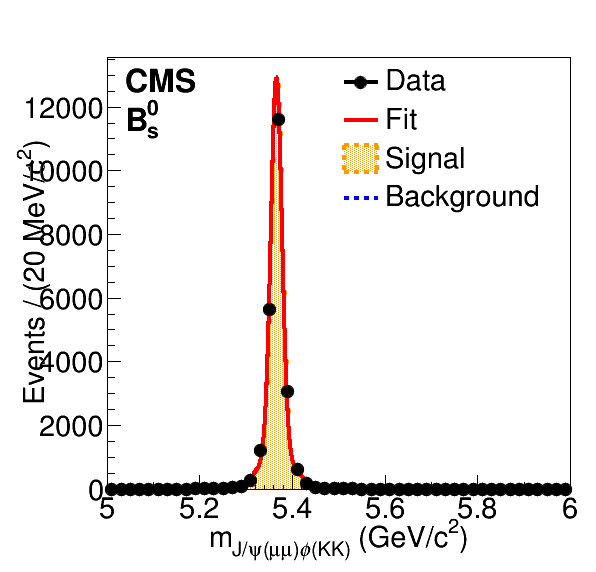 CMS
B⁰ₛ
Data
Fit
Signal
Background
Events / (20 MeV/c²)
12000
10000
8000
6000
4000
2000
0
5 5.2 5.4 5.6 5.8 6
m_J/ψ(μμ)ϕ(KK) (GeV/c²)